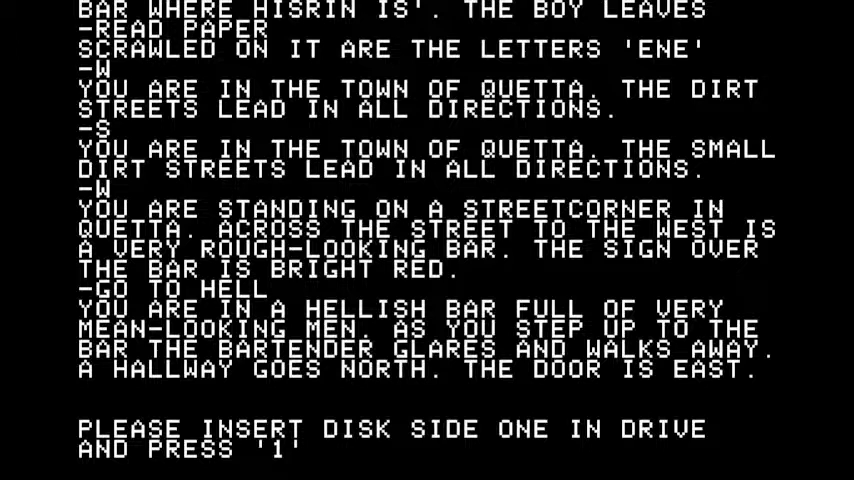 BAR WHERE HISRIN IS'. THE BOY LEAVES
-READ PAPER
SCRAWLED ON IT ARE THE LETTERS 'ENE'
-W
YOU ARE IN THE TOWN OF QUETTA. THE DIRT
STREETS LEAD IN ALL DIRECTIONS.
-S
YOU ARE IN THE TOWN OF QUETTA. THE SMALL
DIRT STREETS LEAD IN ALL DIRECTIONS.
-W
YOU ARE STANDING ON A STREETCORNER IN
QUETTA. ACROSS THE STREET TO THE WEST IS
A VERY ROUGH-LOOKING BAR. THE SIGN OVER
THE BAR IS BRIGHT RED.
-GO TO HELL
YOU ARE IN A HELLISH BAR FULL OF VERY
MEAN-LOOKING MEN. AS YOU STEP UP TO THE
BAR THE BARTENDER GLARES AND WALKS AWAY.
A HALLWAY GOES NORTH. THE DOOR IS EAST.
PLEASE INSERT DISK SIDE ONE IN DRIVE
AND PRESS '1'